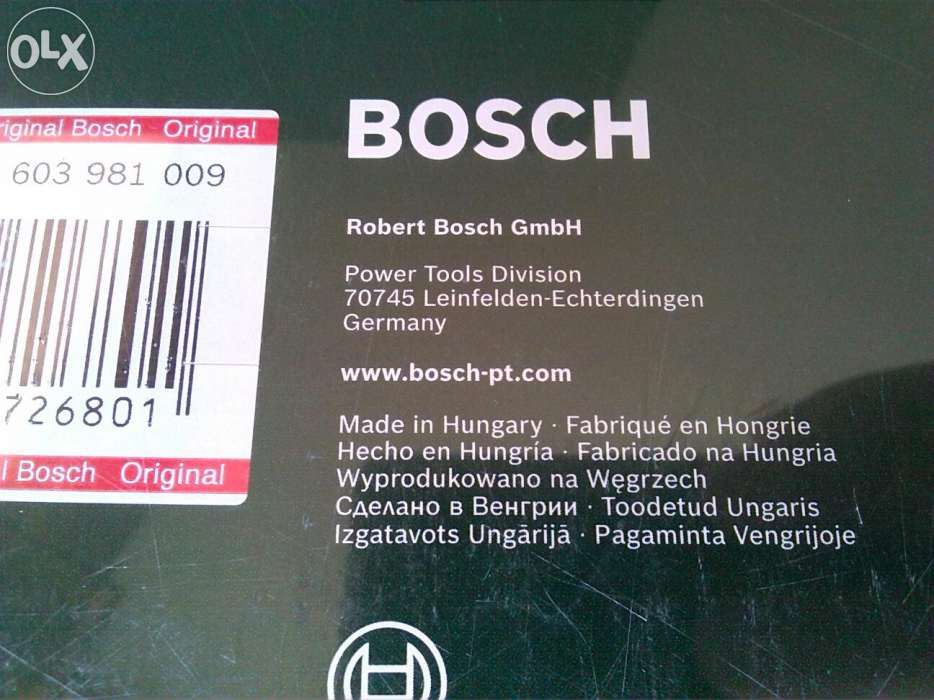 OLX
BOSCH
Original Bosch Original
603 981 009
726801
l Bosch Original
Robert Bosch GmbH
Power Tools Division
70745 Leinfelden-Echterdingen
Germany
www.bosch-pt.com
Made in Hungary · Fabriqué en Hongrie
Hecho en Hungría · Fabricado na Hungria
Wyprodukowano na Węgrzech
Сделано в Венгрии · Toodetud Ungaris
Izgatavots Ungārijā · Pagaminta Vengrijoje